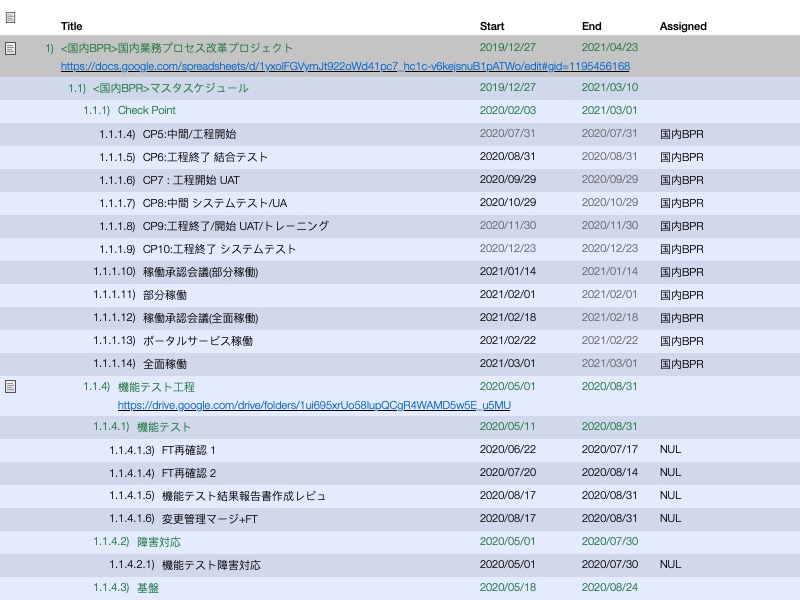 Title Start End Assigned
1) <国内BPR>国内業務プロセス改革プロジェクト 2019/12/27 2021/04/23
https://docs.google.com/spreadsheets/d/1yxolFGVymJt922oWd41pc7_hc1c-v6kejsnuB1pATWo/edit#gid=1195456168
1.1) <国内BPR>マスタスケジュール 2019/12/27 2021/03/10
1.1.1) Check Point 2020/02/03 2021/03/01
1.1.1.4) CP5:中間/工程開始 2020/07/31 2020/07/31 国内BPR
1.1.1.5) CP6:工程終了 結合テスト 2020/08/31 2020/08/31 国内BPR
1.1.1.6) CP7 : 工程開始 UAT 2020/09/29 2020/09/29 国内BPR
1.1.1.7) CP8:中間 システムテスト/UA 2020/10/29 2020/10/29 国内BPR
1.1.1.8) CP9:工程終了/開始 UAT/トレーニング 2020/11/30 2020/11/30 国内BPR
1.1.1.9) CP10:工程終了 システムテスト 2020/12/23 2020/12/23 国内BPR
1.1.1.10) 稼働承認会議(部分稼働) 2021/01/14 2021/01/14 国内BPR
1.1.1.11) 部分稼働 2021/02/01 2021/02/01 国内BPR
1.1.1.12) 稼働承認会議(全面稼働) 2021/02/18 2021/02/18 国内BPR
1.1.1.13) ポータルサービス稼働 2021/02/22 2021/02/22 国内BPR
1.1.1.14) 全面稼働 2021/03/01 2021/03/01 国内BPR
1.1.4) 機能テスト工程 2020/05/01 2020/08/31
https://drive.google.com/drive/folders/1ui695xrUo58IupQCgR4WAMD5w5E_u5MU
1.1.4.1) 機能テスト 2020/05/11 2020/08/31
1.1.4.1.3) FT再確認 1 2020/06/22 2020/07/17 NUL
1.1.4.1.4) FT再確認 2 2020/07/20 2020/08/14 NUL
1.1.4.1.5) 機能テスト結果報告書作成レビュ 2020/08/17 2020/08/31 NUL
1.1.4.1.6) 変更管理マージ+FT 2020/08/17 2020/08/31 NUL
1.1.4.2) 障害対応 2020/05/01 2020/07/30
1.1.4.2.1) 機能テスト障害対応 2020/05/01 2020/07/30 NUL
1.1.4.3) 基盤 2020/05/18 2020/08/24